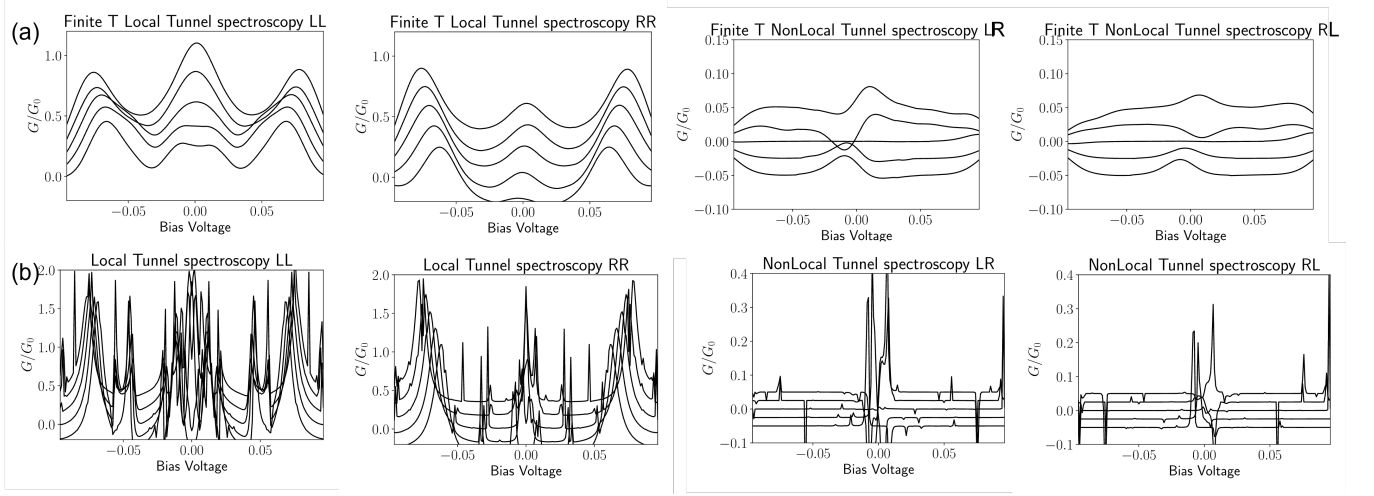 (a)
Finite T Local Tunnel spectroscopy LL
1.0
0.5
0.0
G/G0
−0.05 0.00 0.05
Bias Voltage
Finite T Local Tunnel spectroscopy RR
1.0
0.5
0.0
G/G0
−0.05 0.00 0.05
Bias Voltage
Finite T NonLocal Tunnel spectroscopy LR
0.15
0.10
0.05
0.00
−0.05
−0.10
G/G0
−0.05 0.00 0.05
Bias Voltage
Finite T NonLocal Tunnel spectroscopy RL
0.15
0.10
0.05
0.00
−0.05
−0.10
G/G0
−0.05 0.00 0.05
Bias Voltage
(b)
Local Tunnel spectroscopy LL
2.0
1.5
1.0
0.5
0.0
G/G0
−0.05 0.00 0.05
Bias Voltage
Local Tunnel spectroscopy RR
2.0
1.5
1.0
0.5
0.0
G/G0
−0.05 0.00 0.05
Bias Voltage
NonLocal Tunnel spectroscopy LR
0.4
0.3
0.2
0.1
0.0
−0.1
G/G0
−0.05 0.00 0.05
Bias Voltage
NonLocal Tunnel spectroscopy RL
0.4
0.3
0.2
0.1
0.0
−0.1
G/G0
−0.05 0.00 0.05
Bias Voltage